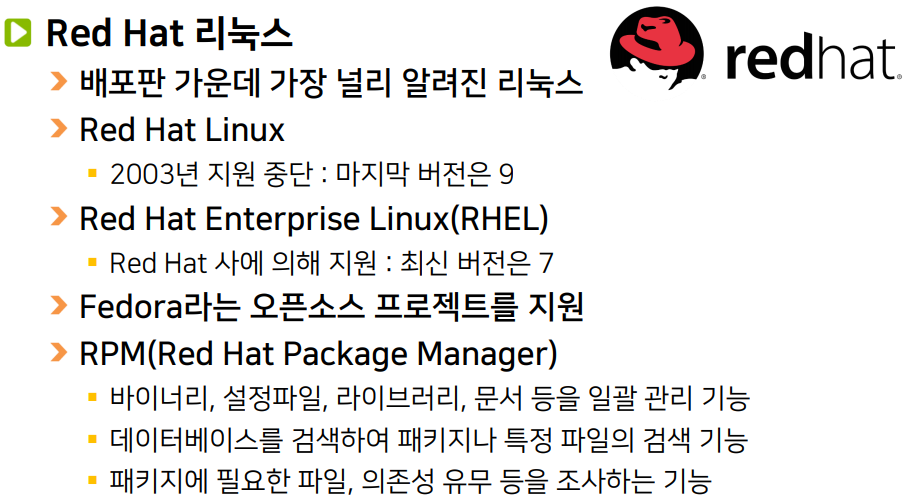 Red Hat 리눅스
redhat.
배포판 가운데 가장 널리 알려진 리눅스
Red Hat Linux
2003년 지원 중단 : 마지막 버전은 9
Red Hat Enterprise Linux(RHEL)
Red Hat 사에 의해 지원 : 최신 버전은 7
Fedora라는 오픈소스 프로젝트를 지원
RPM(Red Hat Package Manager)
바이너리, 설정파일, 라이브러리, 문서 등을 일괄 관리 기능
데이터베이스를 검색하여 패키지나 특정 파일의 검색 기능
패키지에 필요한 파일, 의존성 유무 등을 조사하는 기능